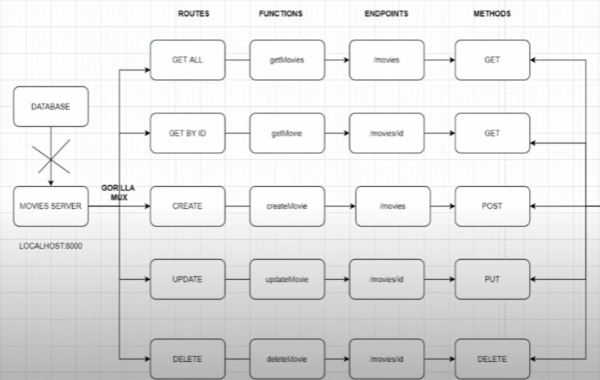 ROUTES FUNCTIONS ENDPOINTS METHODS
GET ALL getMovies /movies GET
DATABASE
GET BY ID getMovie /movies/id GET
GORILLA
MUX
MOVIES SERVER CREATE createMovie /movies POST
LOCALHOST:8000
UPDATE updateMovie /movies/id PUT
DELETE deleteMovie /movies/id DELETE